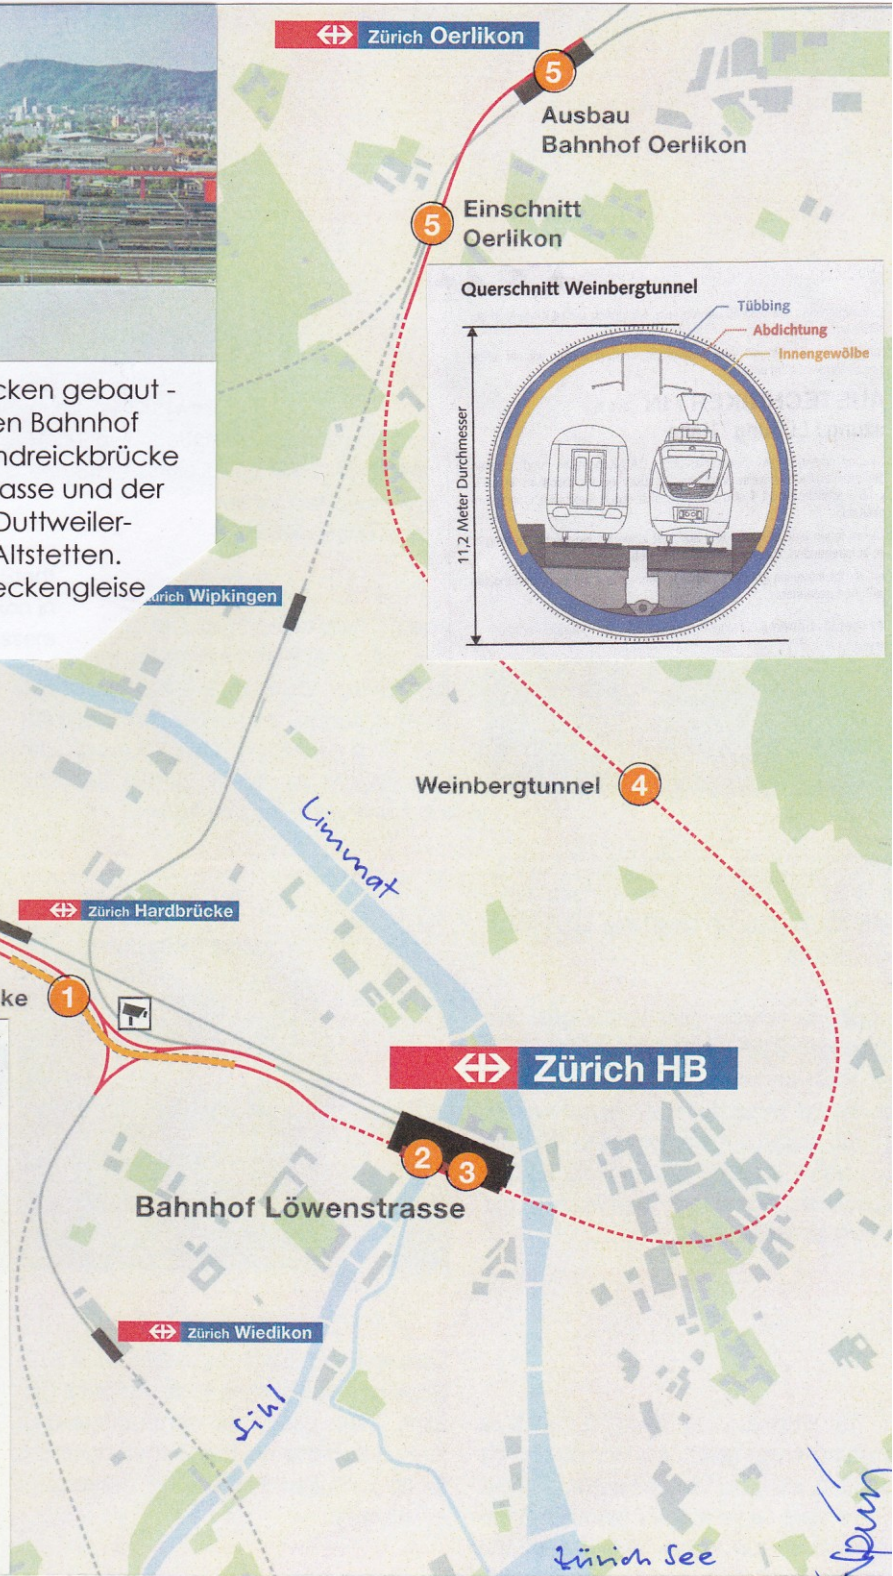 Zürich Oerlikon
5
Ausbau
Bahnhof Oerlikon
5
Einschnitt
Oerlikon
Querschnitt Weinbergtunnel
Tübbing
Abdichtung
Innengewölbe
11,2 Meter Durchmesser
cken gebaut -
en Bahnhof
ndreickbrücke
asse und der
Duttweiler-
Altstetten.
eckengleise
ürich Wipkingen
Weinbergtunnel
4
Limmat
Zürich Hardbrücke
ke
1
Zürich HB
2
3
Bahnhof Löwenstrasse
Zürich Wiedikon
Sihl
Zürich See